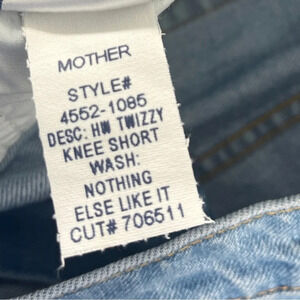 MOTHER
STYLE#
4552-1085
DESC: HW TWIZZY
KNEE SHORT
WASH:
NOTHING
ELSE LIKE IT
CUT# 706511